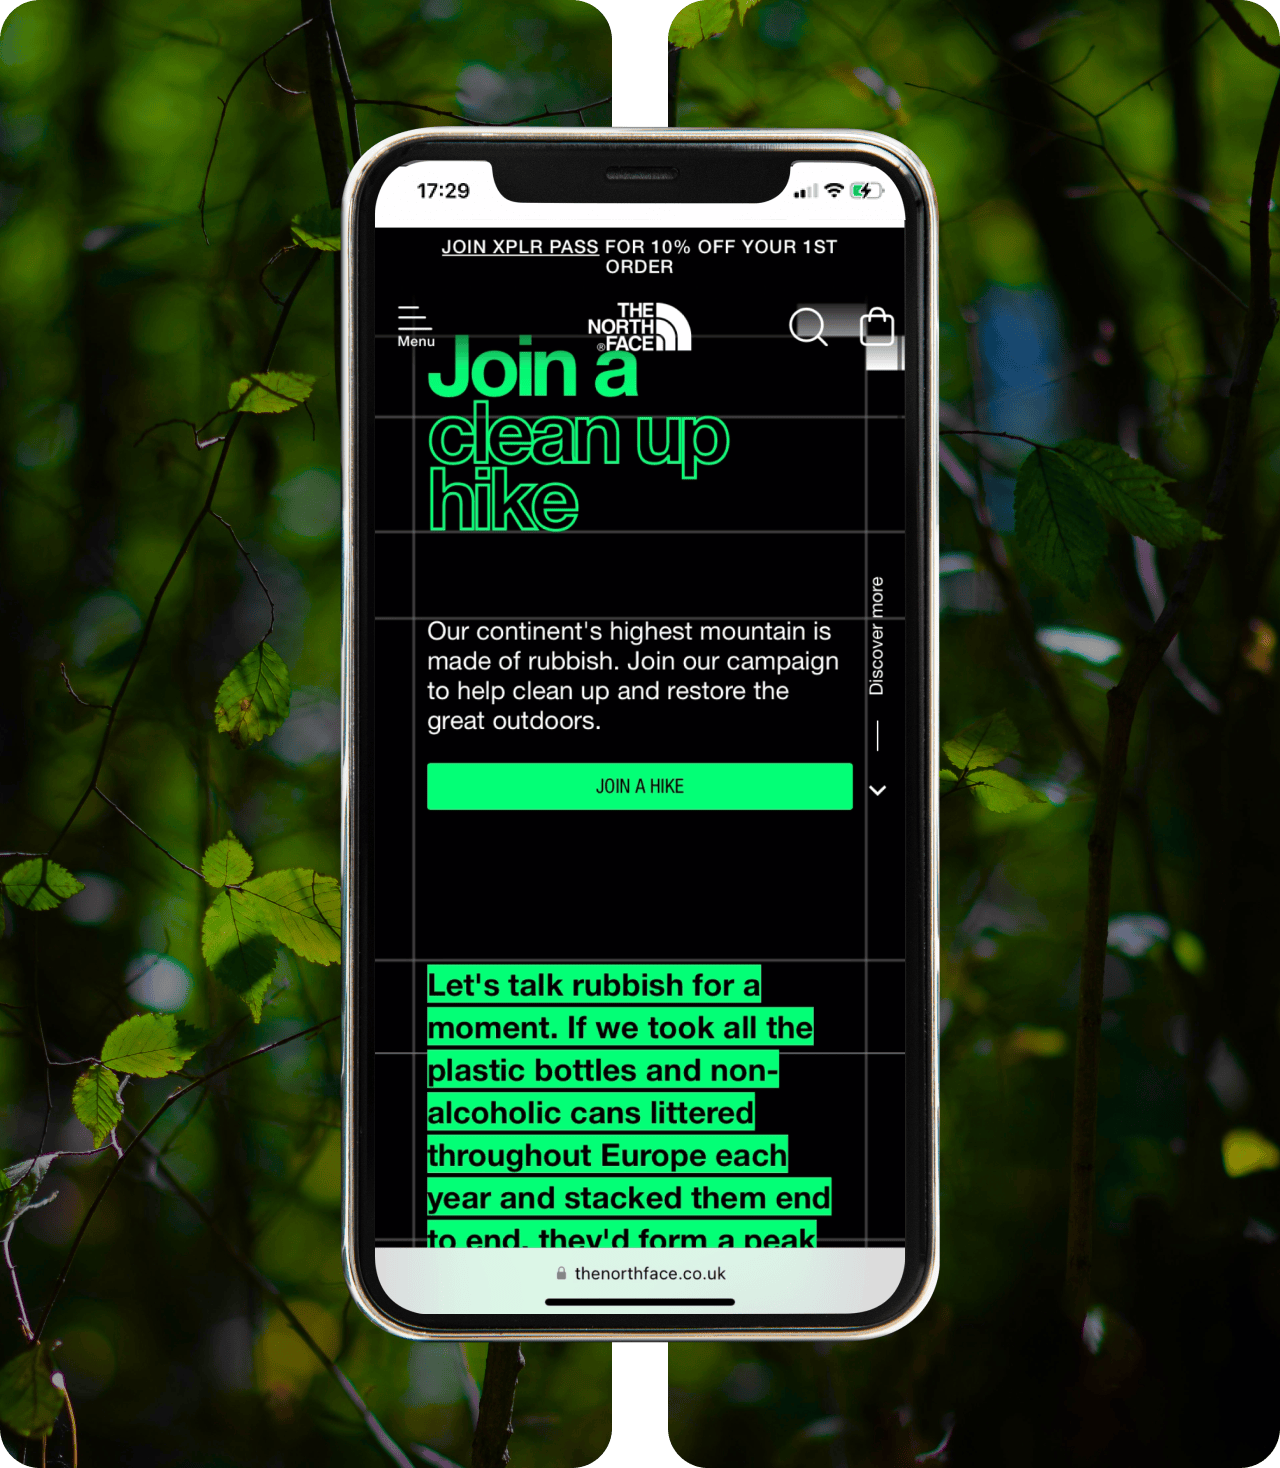 17:29
JOIN XPLR PASS FOR 10% OFF YOUR 1ST
ORDER
Menu
THE
NORTH
®FACE
Join a
clean up
hike
Our continent's highest mountain is
made of rubbish. Join our campaign
to help clean up and restore the
great outdoors.
Discover more
JOIN A HIKE
Let's talk rubbish for a
moment. If we took all the
plastic bottles and non-
alcoholic cans littered
throughout Europe each
year and stacked them end
to end, they'd form a peak
thenorthface.co.uk